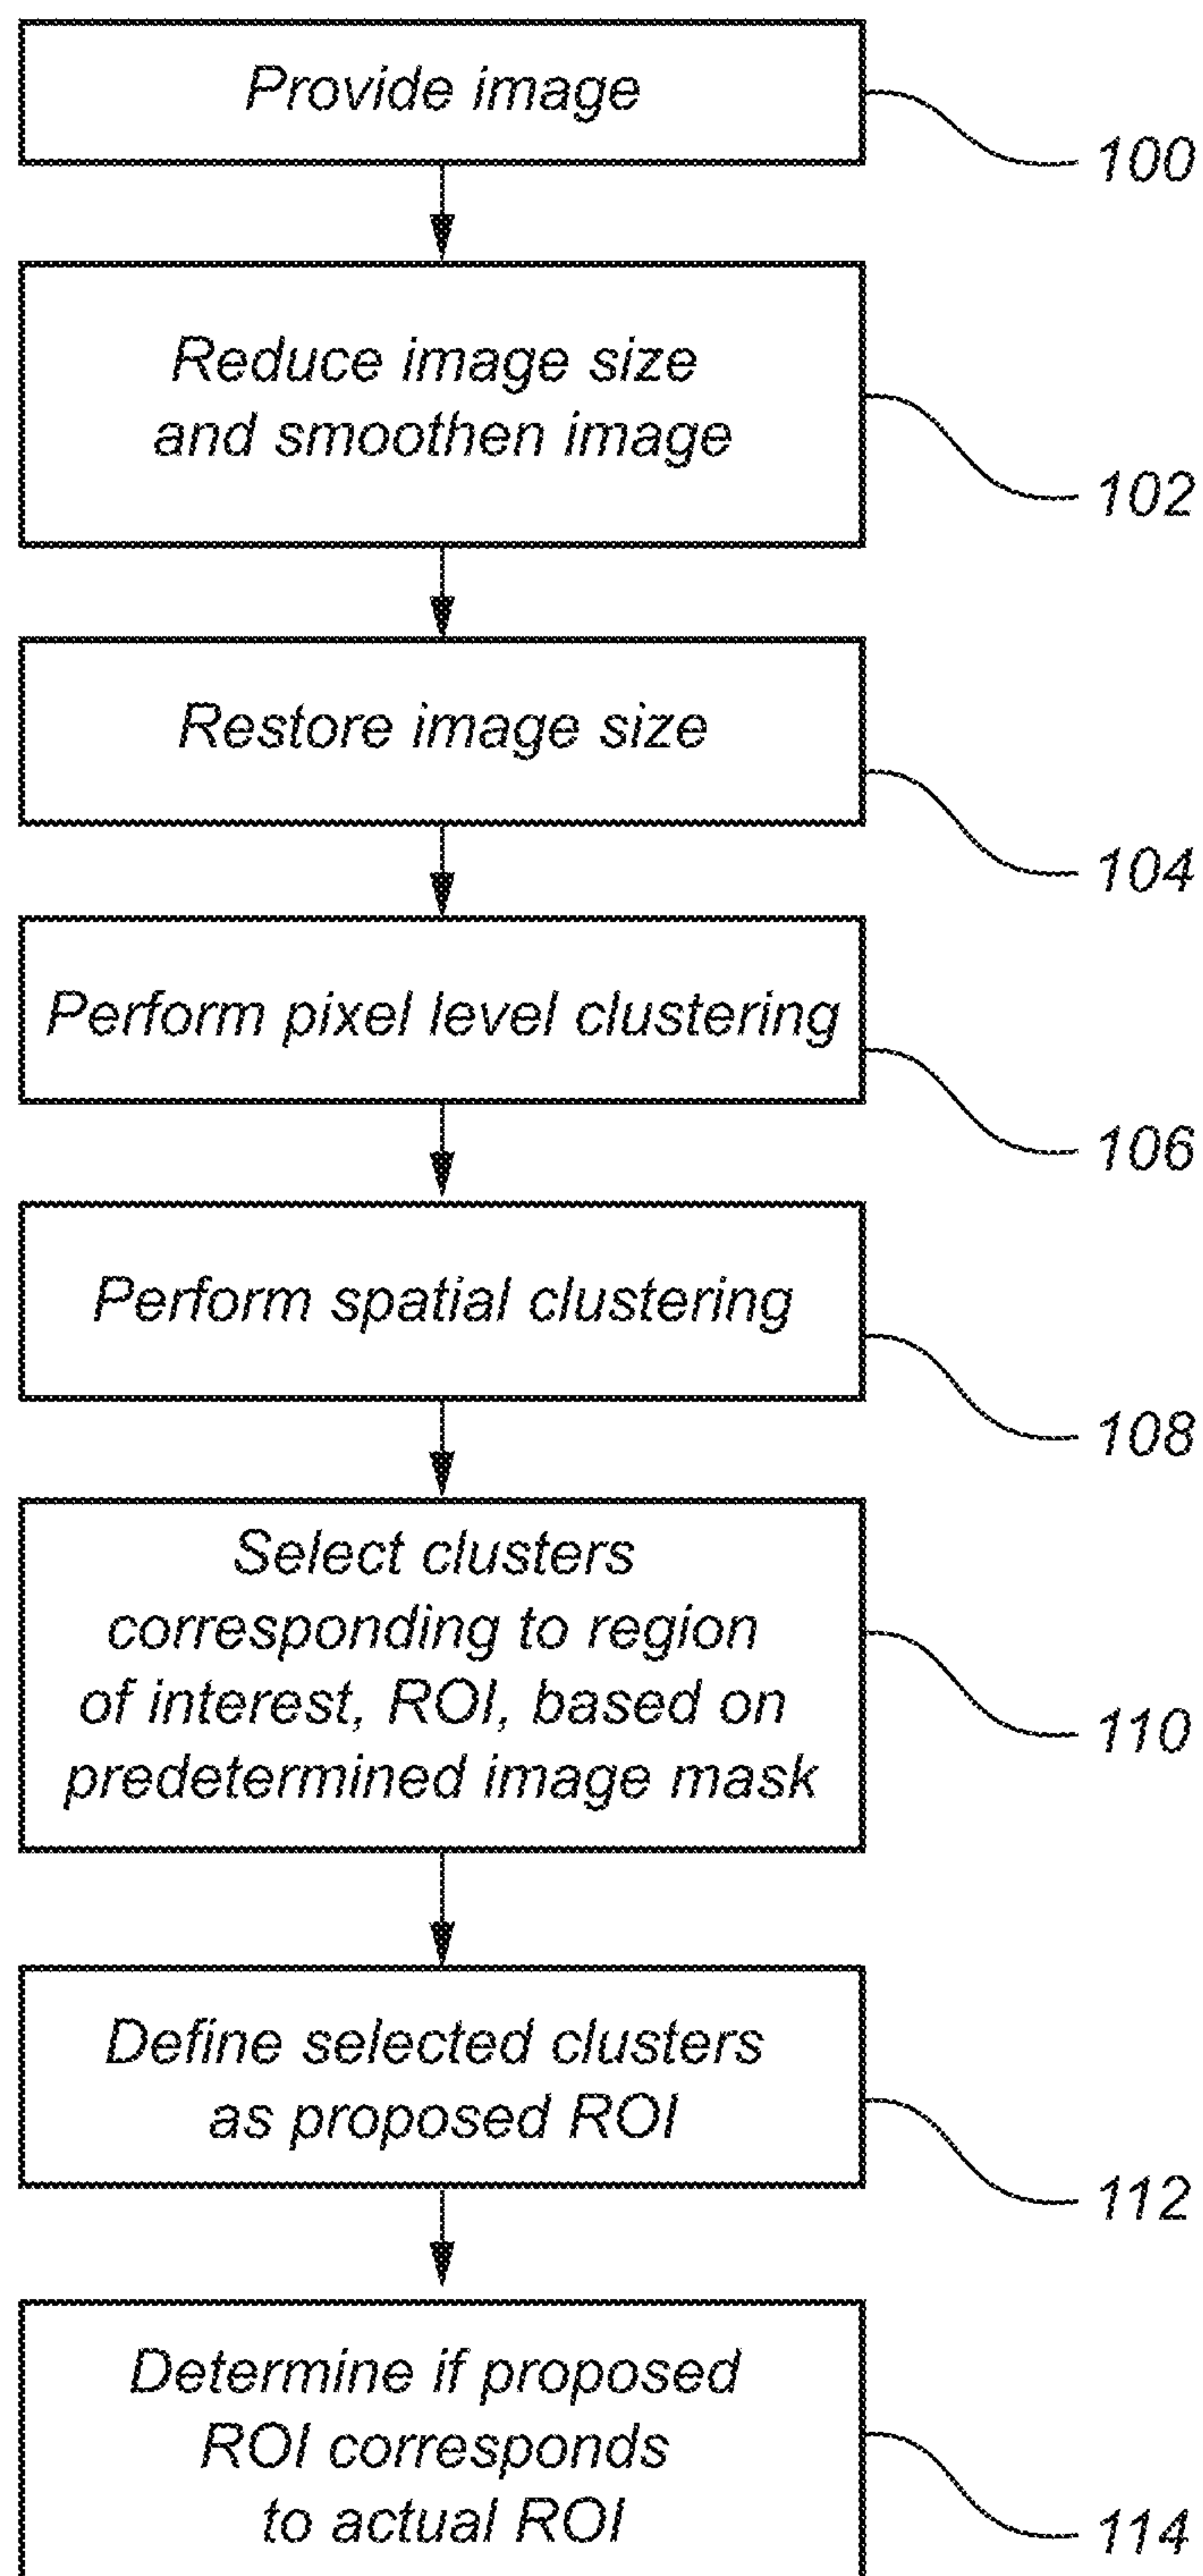 Provide image
100
Reduce image size
and smoothen image
102
Restore image size
104
Perform pixel level clustering
106
Perform spatial clustering
108
Select clusters
corresponding to region
of interest, ROI, based on
predetermined image mask
110
Define selected clusters
as proposed ROI
112
Determine if proposed
ROI corresponds
to actual ROI
114